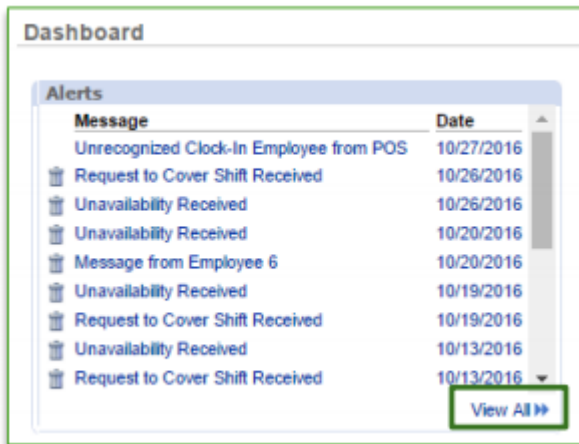 Dashboard
Alerts
Message Date
Unrecognized Clock-In Employee from POS 10/27/2016
Request to Cover Shift Received 10/26/2016
Unavailability Received 10/26/2016
Unavailability Received 10/20/2016
Message from Employee 6 10/20/2016
Unavailability Received 10/19/2016
Request to Cover Shift Received 10/19/2016
Unavailability Received 10/13/2016
Request to Cover Shift Received 10/13/2016
View All